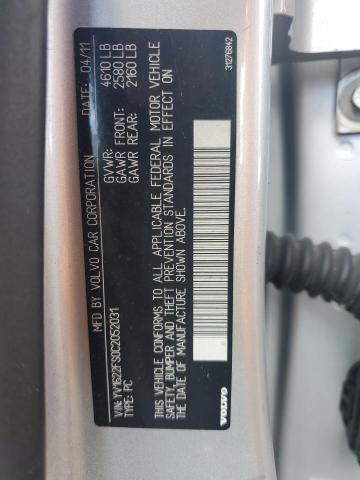 MFD BY VOLVO CAR CORPORATION DATE: 04/11
GVWR: 4610 LB
GAWR FRONT: 2580 LB
GAWR REAR: 2160 LB
VIN: YV1622FS0C2052031
TYPE: PC
THIS VEHICLE CONFORMS TO ALL APPLICABLE FEDERAL MOTOR VEHICLE
SAFETY, BUMPER AND THEFT PREVENTION STANDARDS IN EFFECT ON
THE DATE OF MANUFACTURE SHOWN ABOVE.
VOLVO
31276842